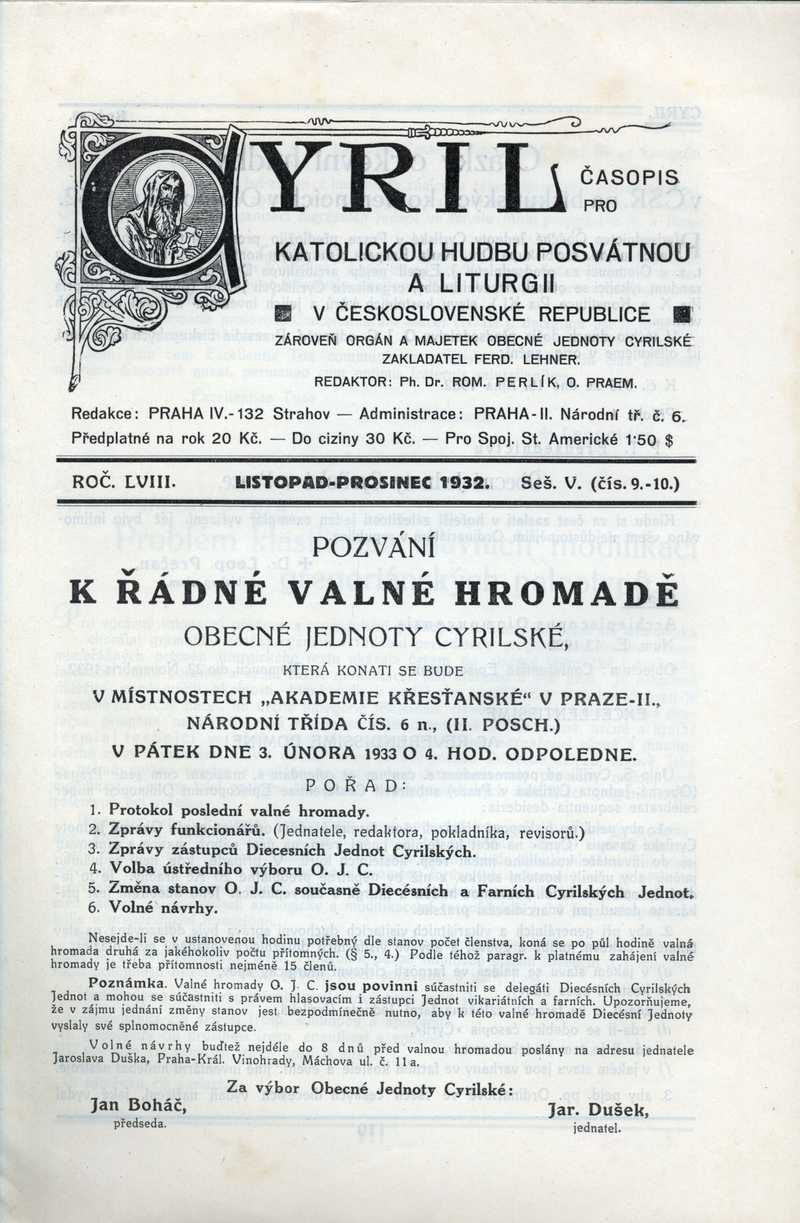 CYRIL
ČASOPIS
PRO
KATOLICKOU HUDBU POSVÁTNOU
A LITURGII
V ČESKOSLOVENSKÉ REPUBLICE
ZÁROVEŇ ORGÁN A MAJETEK OBECNÉ JEDNOTY CYRILSKÉ
ZAKLADATEL FERD. LEHNER.
REDAKTOR: Ph. Dr. ROM. PERLÍK, O. PRAEM.
Redakce: PRAHA IV.-132 Strahov — Administrace: PRAHA-II. Národní tř. č. 6.
Předplatné na rok 20 Kč. — Do ciziny 30 Kč. — Pro Spoj. St. Americké 1·50 $
ROČ. LVIII. LISTOPAD-PROSINEC 1932. Seš. V. (čís. 9.-10.)
POZVÁNÍ
K ŘÁDNÉ VALNÉ HROMADĚ
OBECNÉ JEDNOTY CYRILSKÉ,
KTERÁ KONATI SE BUDE
V MÍSTNOSTECH „AKADEMIE KŘESŤANSKÉ“ V PRAZE-II.,
NÁRODNÍ TŘÍDA ČÍS. 6 n., (II. POSCH.)
V PÁTEK DNE 3. ÚNORA 1933 O 4. HOD. ODPOLEDNE.
POŘAD:
1. Protokol poslední valné hromady.
2. Zprávy funkcionářů. (Jednatele, redaktora, pokladníka, revisorů.)
3. Zprávy zástupců Diecesních Jednot Cyrilských.
4. Volba ústředního výboru O. J. C.
5. Změna stanov O. J. C. současně Diecésních a Farních Cyrilských Jednot.
6. Volné návrhy.
Nesejde-li se v ustanovenou hodinu potřebný dle stanov počet členstva, koná se po půl hodině valná
hromada druhá za jakéhokoliv počtu přítomných. (§ 5., 4.) Podle téhož paragr. k platnému zahájení valné
hromady je třeba přítomnosti nejméně 15 členů.
Poznámka. Valné hromady O. J. C. jsou povinni súčastniti se delegáti Diecésních Cyrilských
Jednot a mohou se súčastniti s právem hlasovacím i zástupci Jednot vikariátních a farních. Upozorňujeme,
že v zájmu jednání změny stanov jest bezpodmínečně nutno, aby k této valné hromadě Diecésní Jednoty
vyslaly své splnomocněné zástupce.
Volné návrhy buďtež nejdéle do 8 dnů před valnou hromadou poslány na adresu jednatele
Jaroslava Duška, Praha-Král. Vinohrady, Máchova ul. č. 11a.
Za výbor Obecné Jednoty Cyrilské:
Jan Boháč,
předseda.
Jar. Dušek,
jednatel.